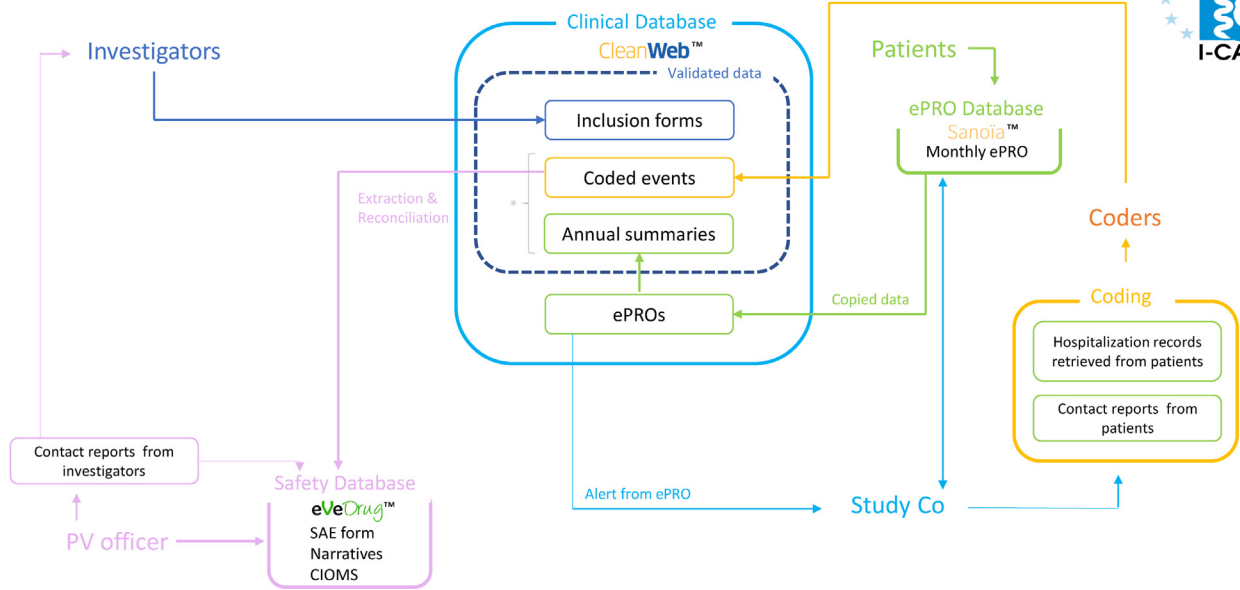 Clinical Database
CleanWeb™
Validated data
Investigators
Inclusion forms
Coded events
*
Extraction &
Reconciliation
Annual summaries
ePROs
Patients
ePRO Database
Sanoïa™
Monthly ePRO
Copied data
I-CA
Coders
Coding
Hospitalization records
retrieved from patients
Contact reports from
patients
Contact reports from
investigators
Safety Database
eVeDrug™
SAE form
Narratives
CIOMS
PV officer
Alert from ePRO
Study Co